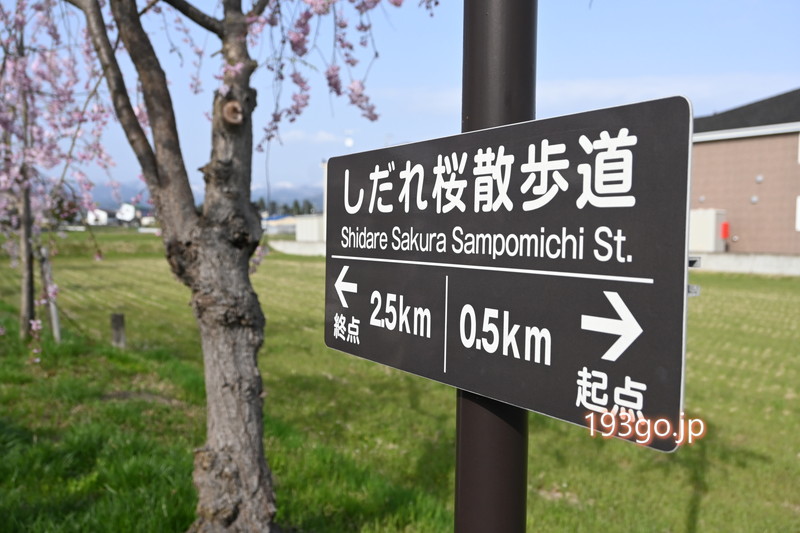 しだれ桜散歩道
Shidare Sakura Sampomichi St.
← 2.5km 0.5km →
終点 起点
193go.jp